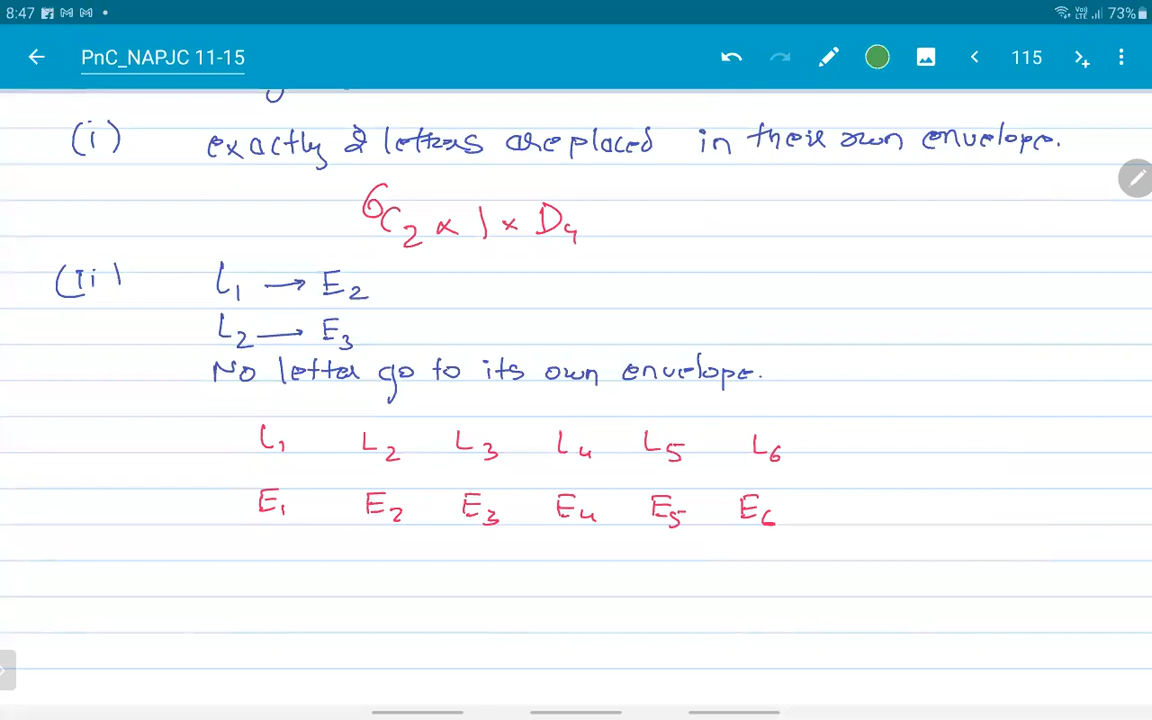 8:47 73%
PnC_NAPJC 11-15 115
(i) exactly 2 letters are placed in their own envelope.
6C2 × 1 × D4
(ii) L1 → E2
L2 → E3
No letter go to its own envelope.
L1 L2 L3 L4 L5 L6
E1 E2 E3 E4 E5 E6